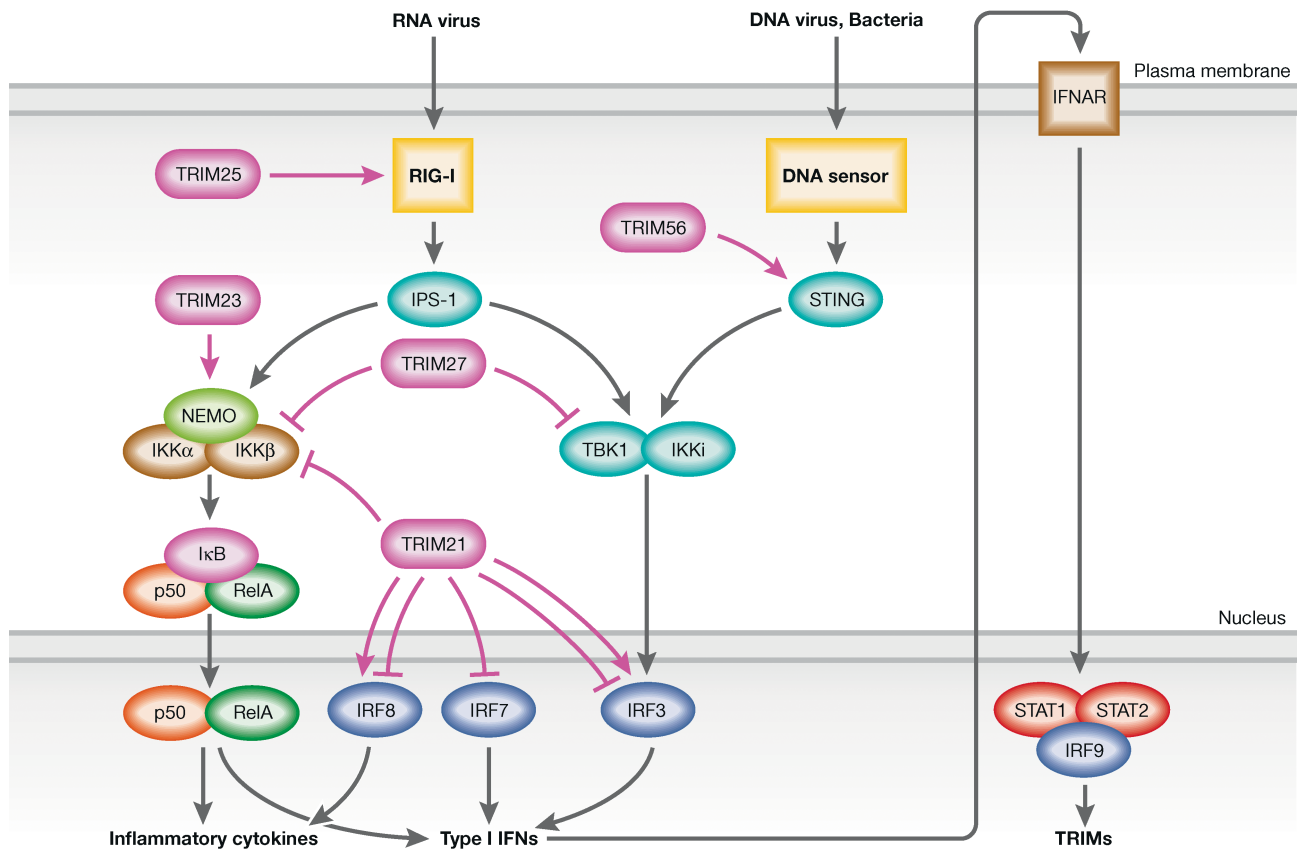 RNA virus
DNA virus, Bacteria
Plasma membrane
IFNAR
TRIM25
RIG-I
DNA sensor
TRIM56
TRIM23
IPS-1
STING
TRIM27
NEMO
IKKα
IKKβ
TBK1
IKKi
TRIM21
IκB
p50
RelA
Nucleus
p50
RelA
IRF8
IRF7
IRF3
STAT1
STAT2
IRF9
Inflammatory cytokines
Type I IFNs
TRIMs